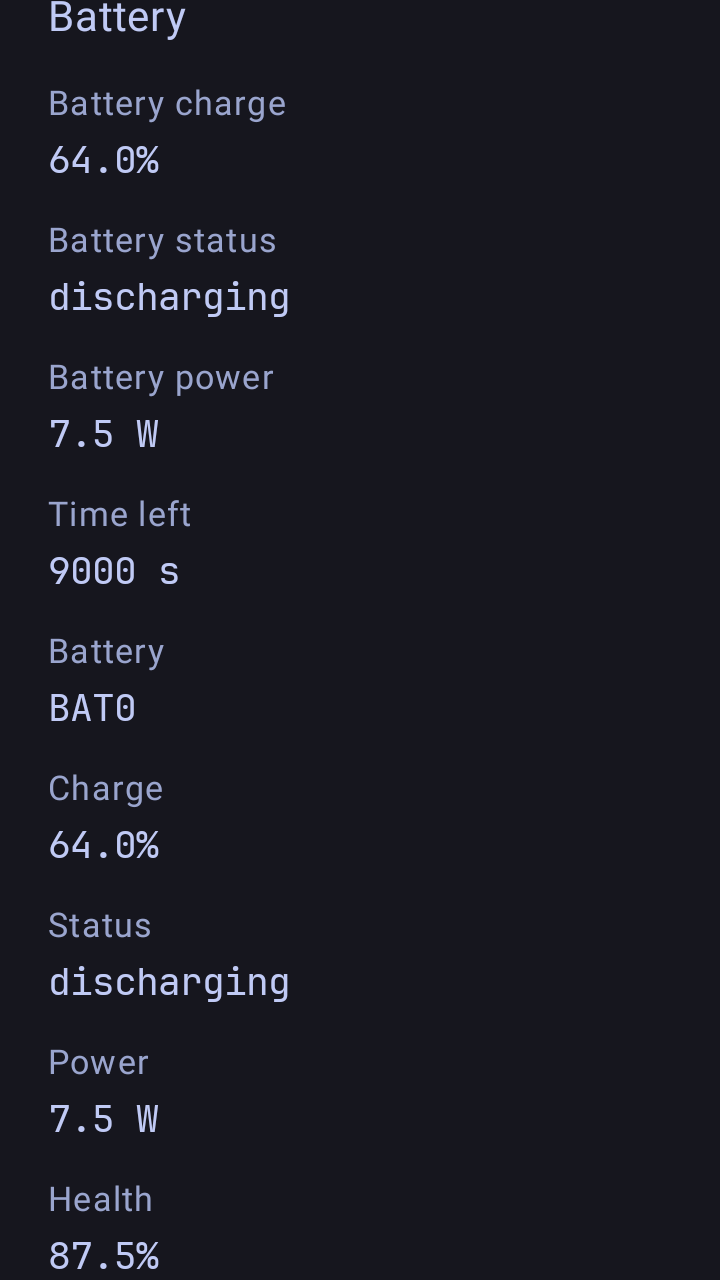 Battery
Battery charge
64.0%
Battery status
discharging
Battery power
7.5 W
Time left
9000 s
Battery
BAT0
Charge
64.0%
Status
discharging
Power
7.5 W
Health
87.5%